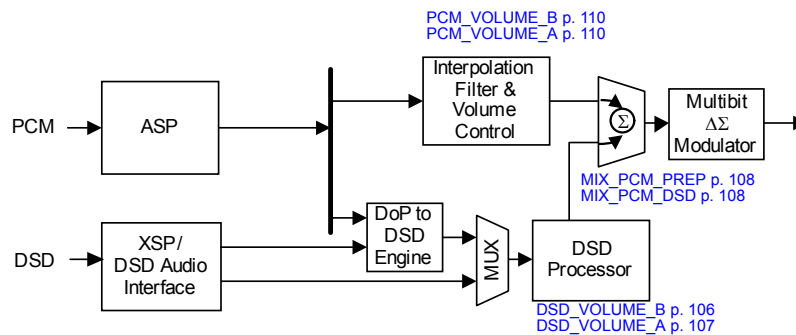 PCM_VOLUME_B p. 110
PCM_VOLUME_A p. 110
PCM
ASP
Interpolation
Filter &
Volume
Control
Σ
Multibit
ΔΣ
Modulator
MIX_PCM_PREP p. 108
MIX_PCM_DSD p. 108
DSD
XSP/
DSD Audio
Interface
DoP to
DSD
Engine
MUX
DSD
Processor
DSD_VOLUME_B p. 106
DSD_VOLUME_A p. 107